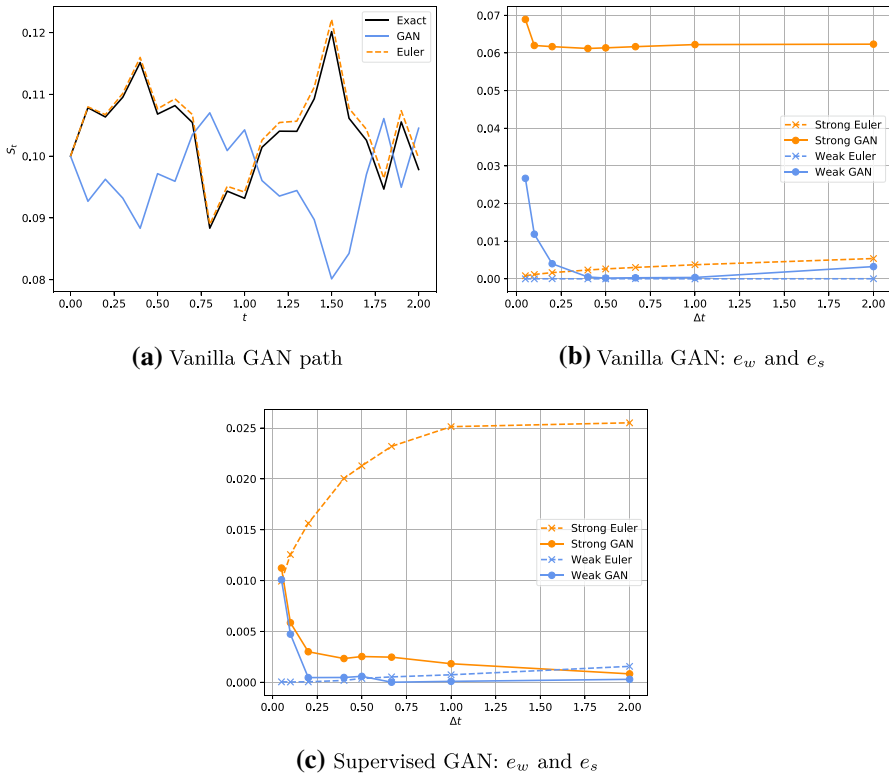 Exact
GAN
Euler
0.12
0.11
0.10
0.09
0.08
S_t
0.00 0.25 0.50 0.75 1.00 1.25 1.50 1.75 2.00
t
(a) Vanilla GAN path
0.07
0.06
0.05
0.04
0.03
0.02
0.01
0.00
Strong Euler
Strong GAN
Weak Euler
Weak GAN
0.00 0.25 0.50 0.75 1.00 1.25 1.50 1.75 2.00
Δt
(b) Vanilla GAN: e_w and e_s
0.025
0.020
0.015
0.010
0.005
0.000
Strong Euler
Strong GAN
Weak Euler
Weak GAN
0.00 0.25 0.50 0.75 1.00 1.25 1.50 1.75 2.00
Δt
(c) Supervised GAN: e_w and e_s